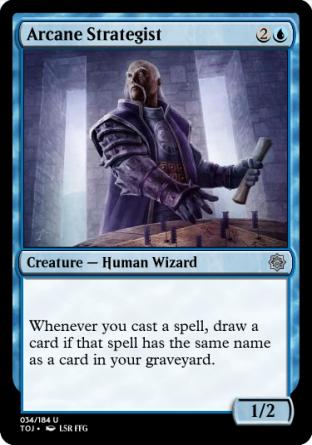 Arcane Strategist 2
Creature — Human Wizard
Whenever you cast a spell, draw a
card if that spell has the same name
as a card in your graveyard.
1/2
034/184 U
TOJ • LSR FFG